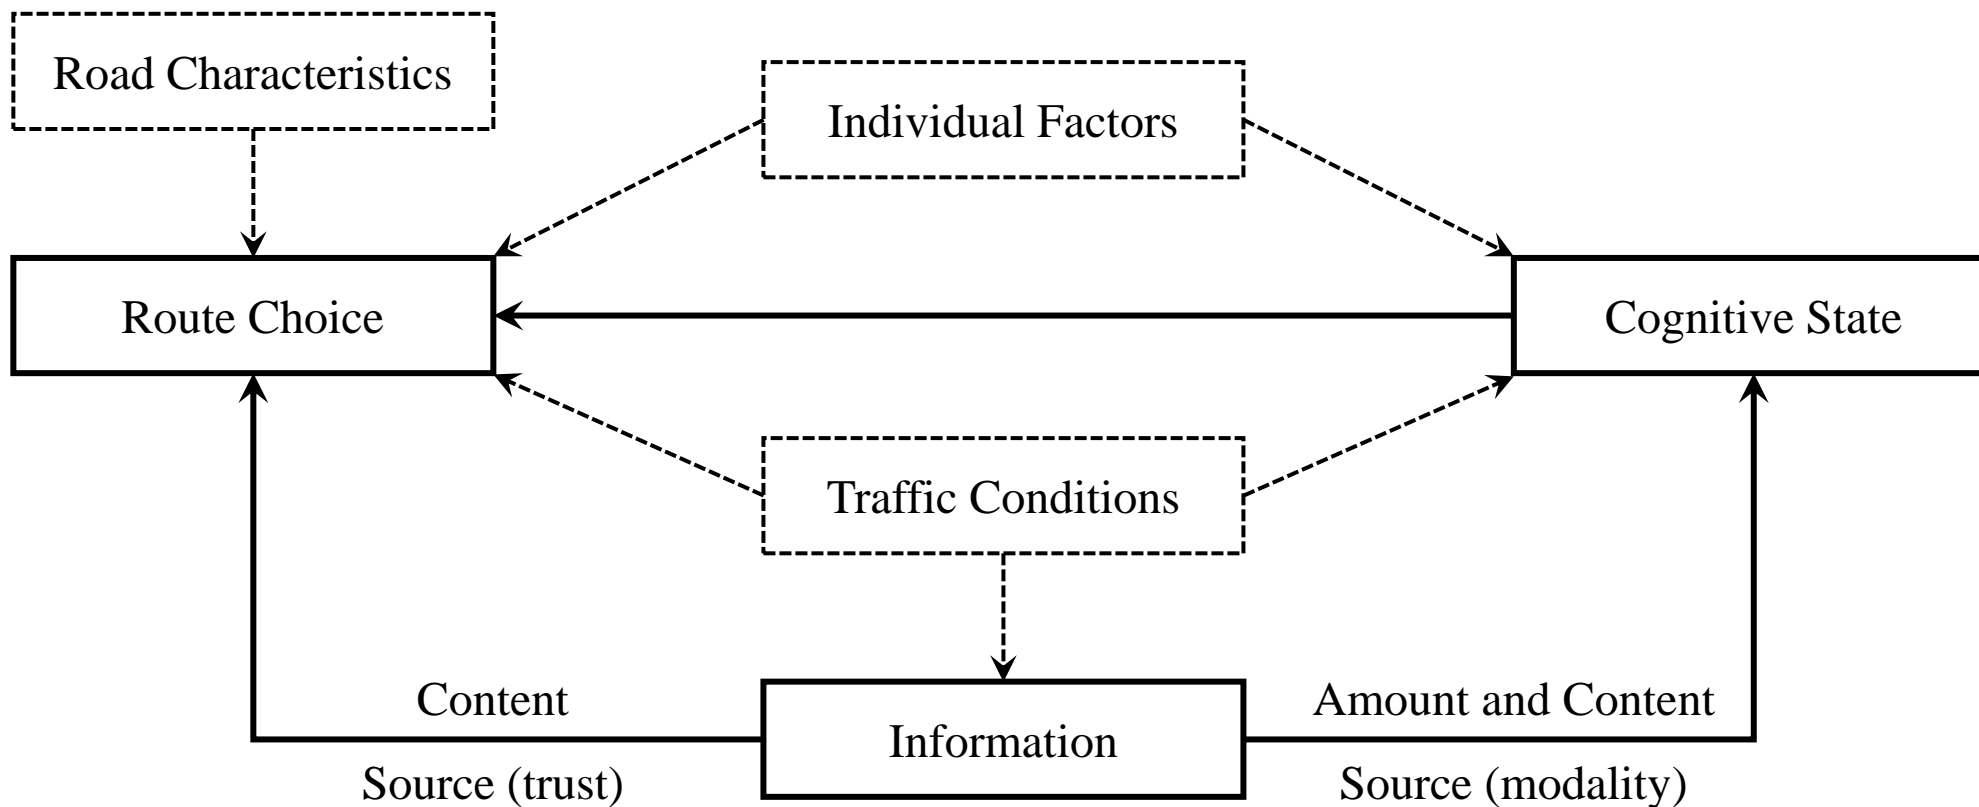 Road Characteristics
Individual Factors
Route Choice
Cognitive State
Traffic Conditions
Content
Amount and Content
Information
Source (trust)
Source (modality)